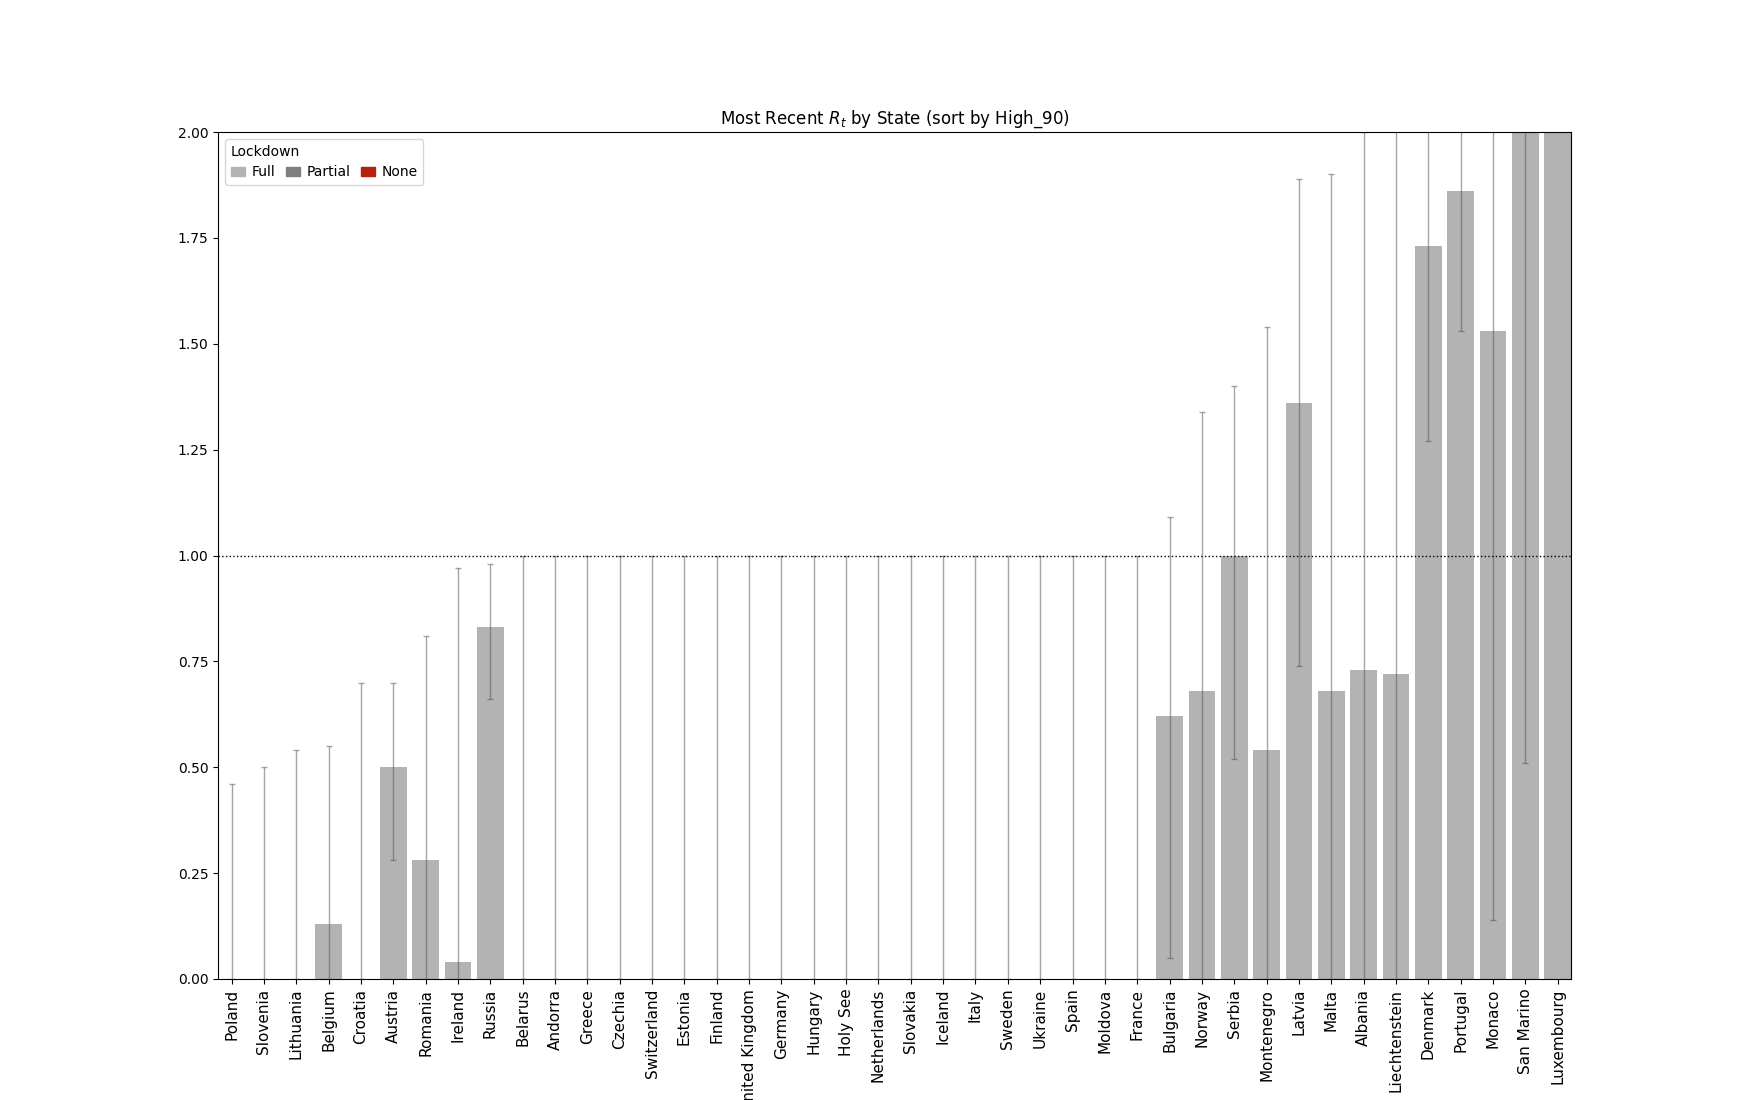 Most Recent R_t by State (sort by High_90)
Lockdown
Full Partial None
2.00
1.75
1.50
1.25
1.00
0.75
0.50
0.25
0.00
Poland
Slovenia
Lithuania
Belgium
Croatia
Austria
Romania
Ireland
Russia
Belarus
Andorra
Greece
Czechia
Switzerland
Estonia
Finland
nited Kingdom
Germany
Hungary
Holy See
Netherlands
Slovakia
Iceland
Italy
Sweden
Ukraine
Spain
Moldova
France
Bulgaria
Norway
Serbia
Montenegro
Latvia
Malta
Albania
Liechtenstein
Denmark
Portugal
Monaco
San Marino
Luxembourg